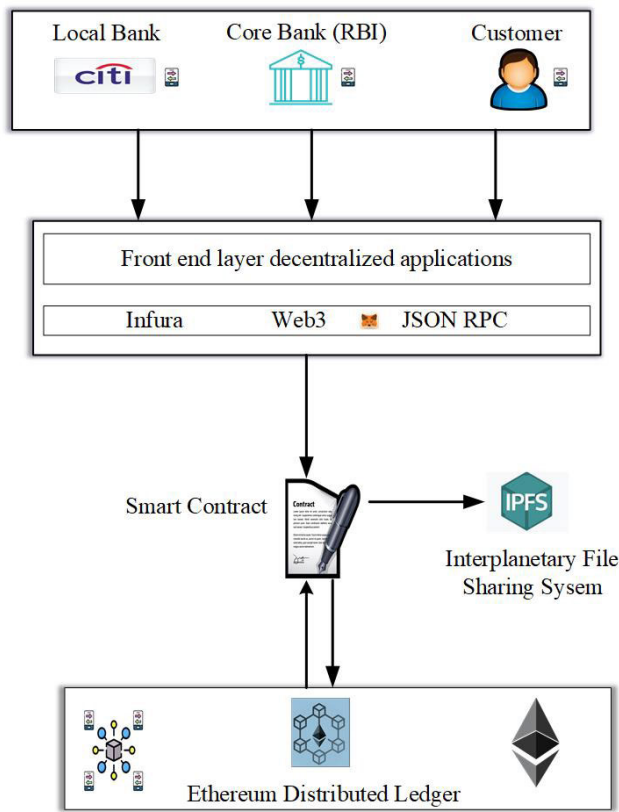 Local Bank
Core Bank (RBI)
Customer
citi
Front end layer decentralized applications
Infura
Web3
JSON RPC
Smart Contract
Contract
IPFS
Interplanetary File
Sharing Sysem
Ethereum Distributed Ledger